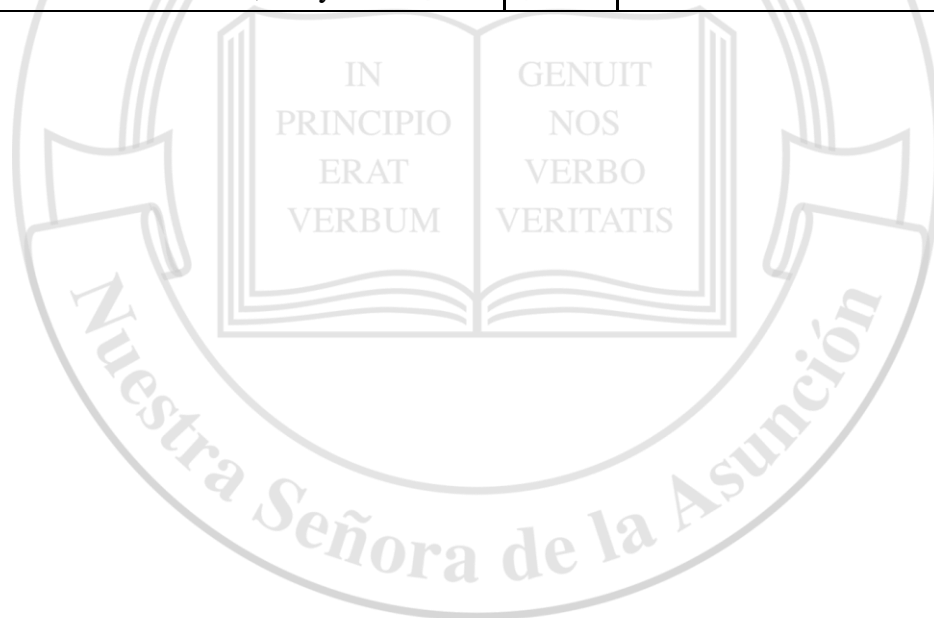 IN
PRINCIPIO
ERAT
VERBUM
GENUIT
NOS
VERBO
VERITATIS
Nuestra Señora de la Asunción